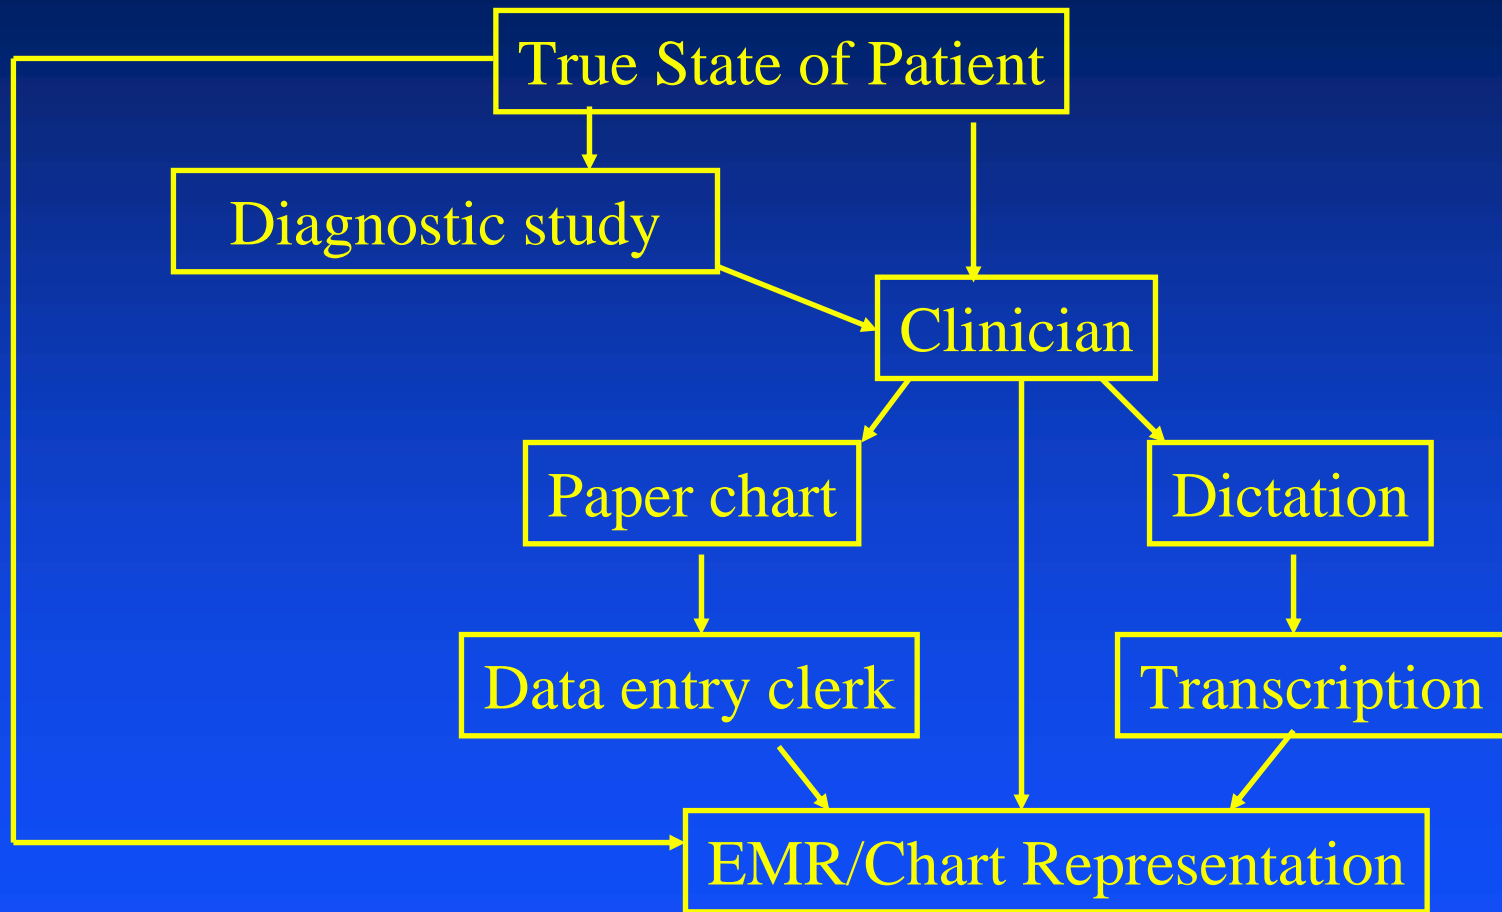 True State of Patient
Diagnostic study
Clinician
Paper chart
Dictation
Data entry clerk
Transcription
EMR/Chart Representation